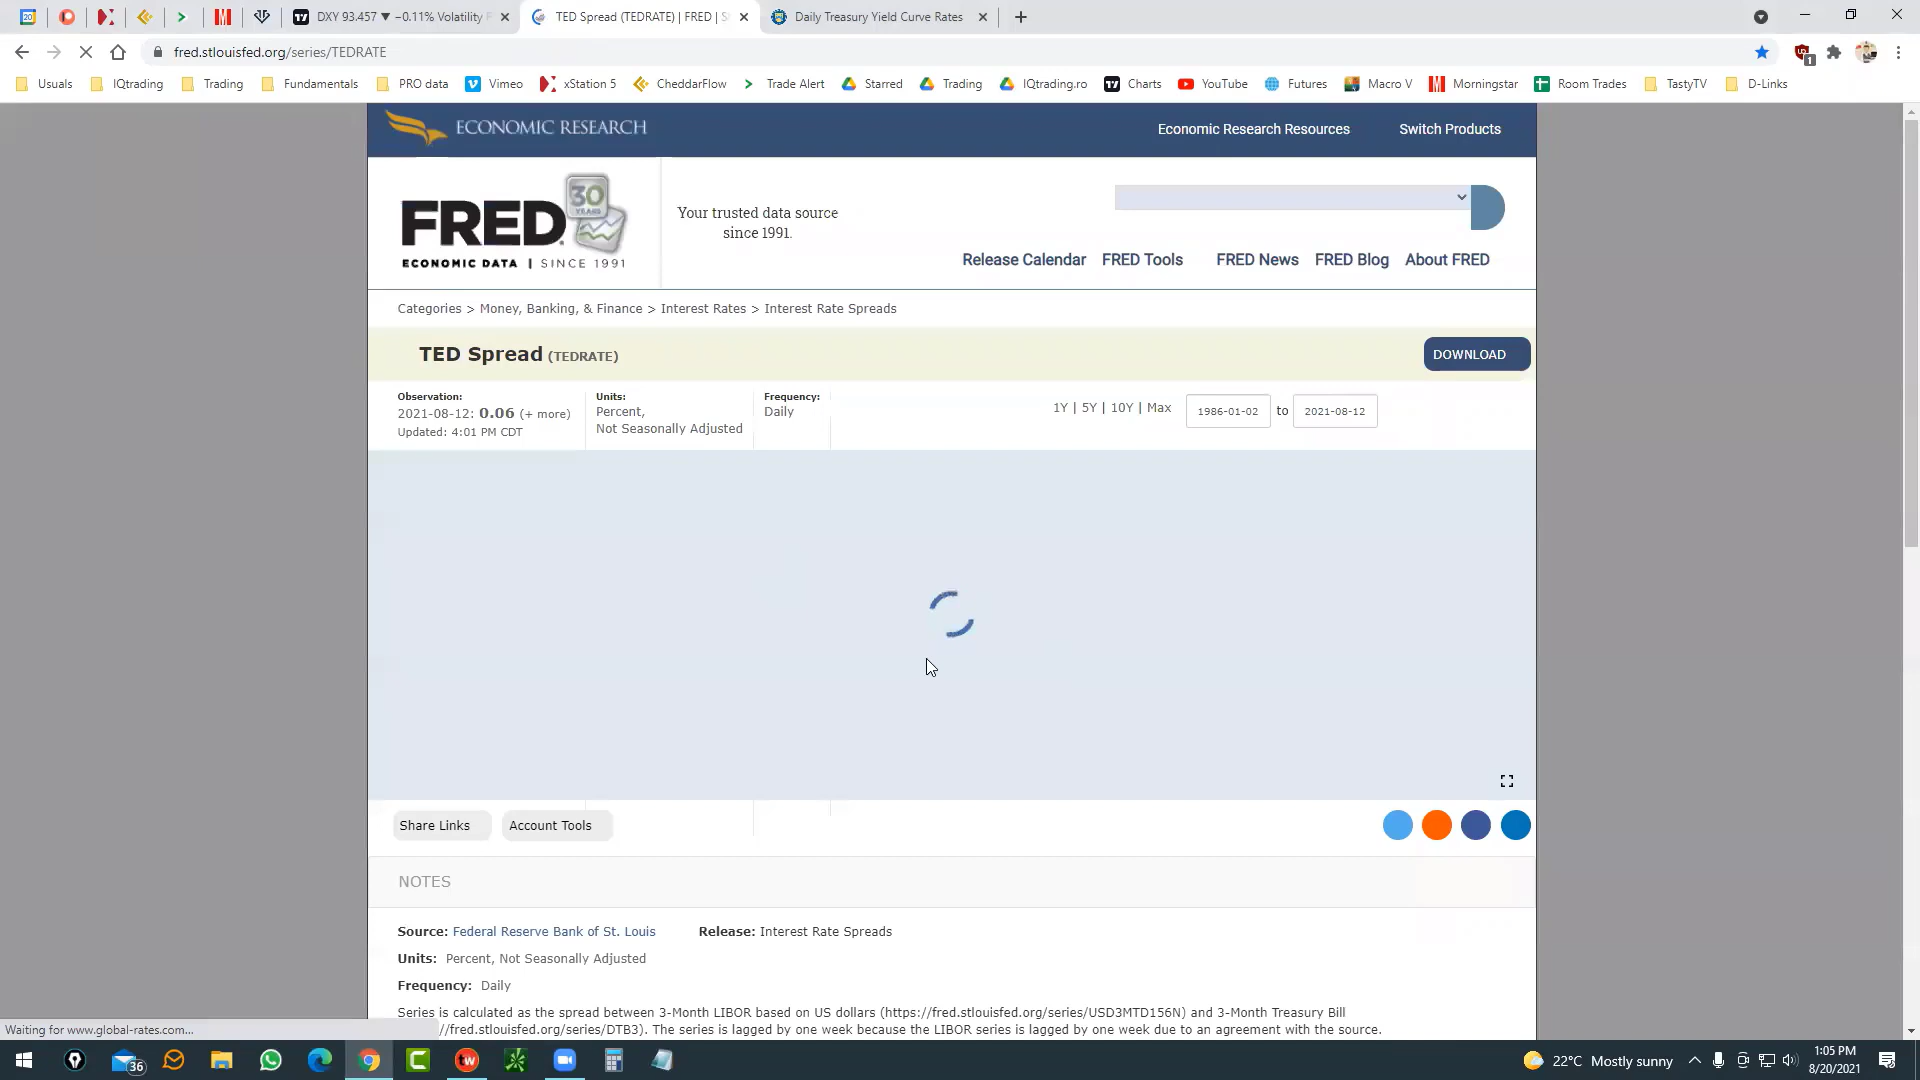 20
DXY 93.457 ▼ −0.11% Volatility
TED Spread (TEDRATE) | FRED |
Daily Treasury Yield Curve Rates
fred.stlouisfed.org/series/TEDRATE
1
Usuals
IQtrading
Trading
Fundamentals
PRO data
Vimeo
xStation 5
CheddarFlow
Trade Alert
Starred
Trading
IQtrading.ro
Charts
YouTube
Futures
Macro V
Morningstar
Room Trades
TastyTV
D-Links
ECONOMIC RESEARCH
Economic Research Resources
Switch Products
30
YEARS
FRED
ECONOMIC DATA | SINCE 1991
Your trusted data source
since 1991.
Release Calendar
FRED Tools
FRED News
FRED Blog
About FRED
Categories > Money, Banking, & Finance > Interest Rates > Interest Rate Spreads
TED Spread (TEDRATE)
DOWNLOAD
Observation:
2021-08-12: 0.06 (+ more)
Updated: 4:01 PM CDT
Units:
Percent,
Not Seasonally Adjusted
Frequency:
Daily
1Y | 5Y | 10Y | Max
1986-01-02 to 2021-08-12
Share Links
Account Tools
NOTES
Source: Federal Reserve Bank of St. Louis
Release: Interest Rate Spreads
Units: Percent, Not Seasonally Adjusted
Frequency: Daily
Series is calculated as the spread between 3-Month LIBOR based on US dollars (https://fred.stlouisfed.org/series/USD3MTD156N) and 3-Month Treasury Bill
//fred.stlouisfed.org/series/DTB3). The series is lagged by one week because the LIBOR series is lagged by one week due to an agreement with the source.
Waiting for www.global-rates.com...
36
22°C Mostly sunny
1:05 PM
8/20/2021